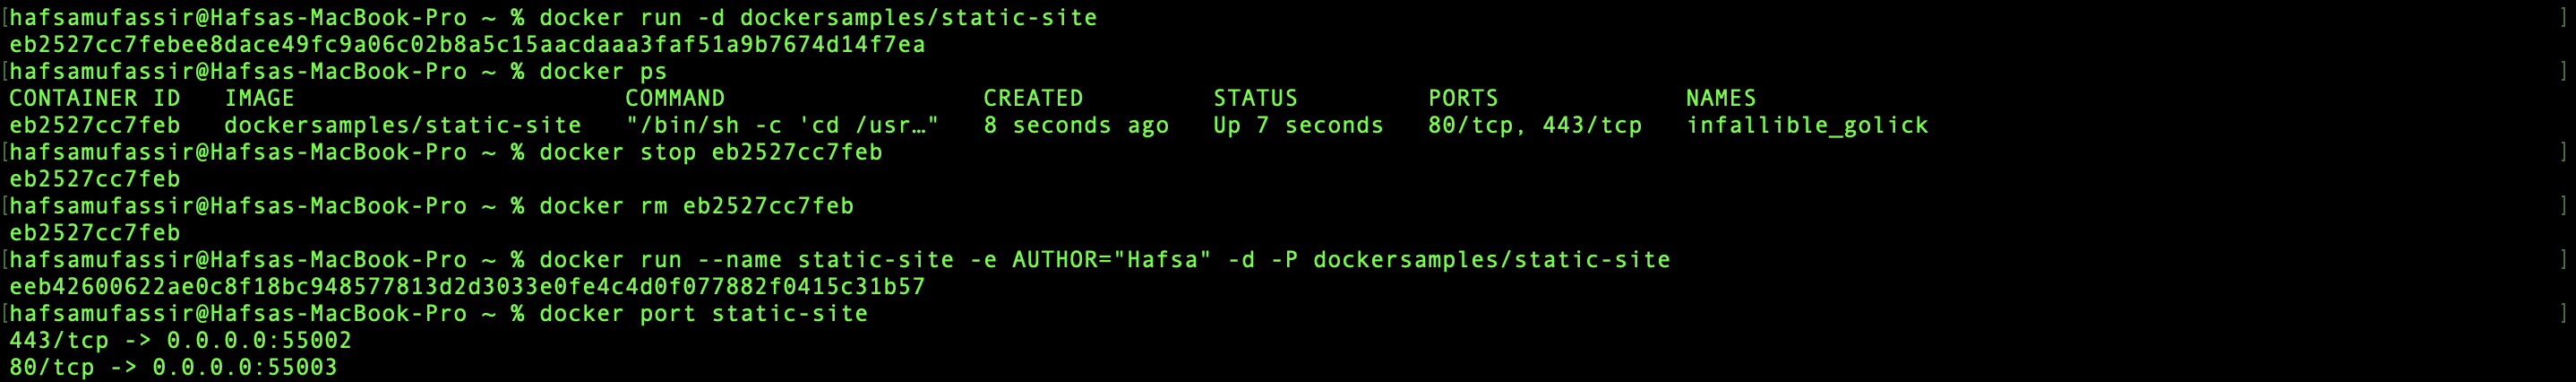 [hafsamufassir@Hafsas-MacBook-Pro ~ % docker run -d dockersamples/static-site ]
eb2527cc7febee8dace49fc9a06c02b8a5c15aacdaaa3faf51a9b7674d14f7ea
[hafsamufassir@Hafsas-MacBook-Pro ~ % docker ps ]
CONTAINER ID   IMAGE                       COMMAND                  CREATED         STATUS         PORTS             NAMES
eb2527cc7feb   dockersamples/static-site   "/bin/sh -c 'cd /usr…"   8 seconds ago   Up 7 seconds   80/tcp, 443/tcp   infallible_golick
[hafsamufassir@Hafsas-MacBook-Pro ~ % docker stop eb2527cc7feb ]
eb2527cc7feb
[hafsamufassir@Hafsas-MacBook-Pro ~ % docker rm eb2527cc7feb ]
eb2527cc7feb
[hafsamufassir@Hafsas-MacBook-Pro ~ % docker run --name static-site -e AUTHOR="Hafsa" -d -P dockersamples/static-site ]
eeb42600622ae0c8f18bc948577813d2d3033e0fe4c4d0f077882f0415c31b57
[hafsamufassir@Hafsas-MacBook-Pro ~ % docker port static-site ]
443/tcp -> 0.0.0.0:55002
80/tcp -> 0.0.0.0:55003